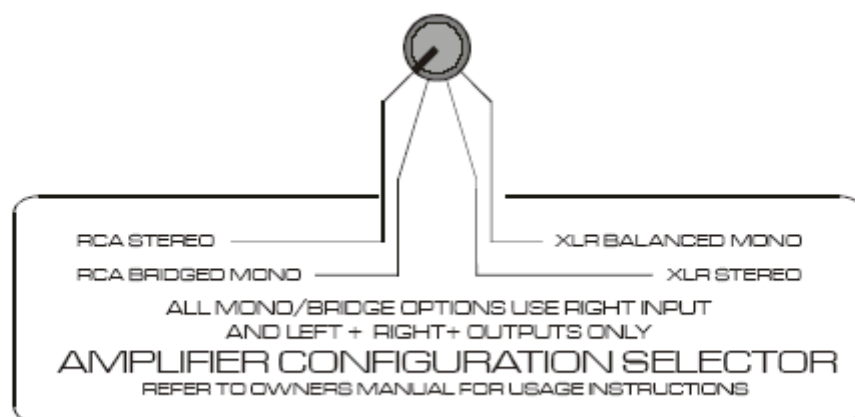 RCA STEREO
XLR BALANCED MONO
RCA BRIDGED MONO
XLR STEREO
ALL MONO/BRIDGE OPTIONS USE RIGHT INPUT
AND LEFT + RIGHT+ OUTPUTS ONLY
AMPLIFIER CONFIGURATION SELECTOR
REFER TO OWNERS MANUAL FOR USAGE INSTRUCTIONS